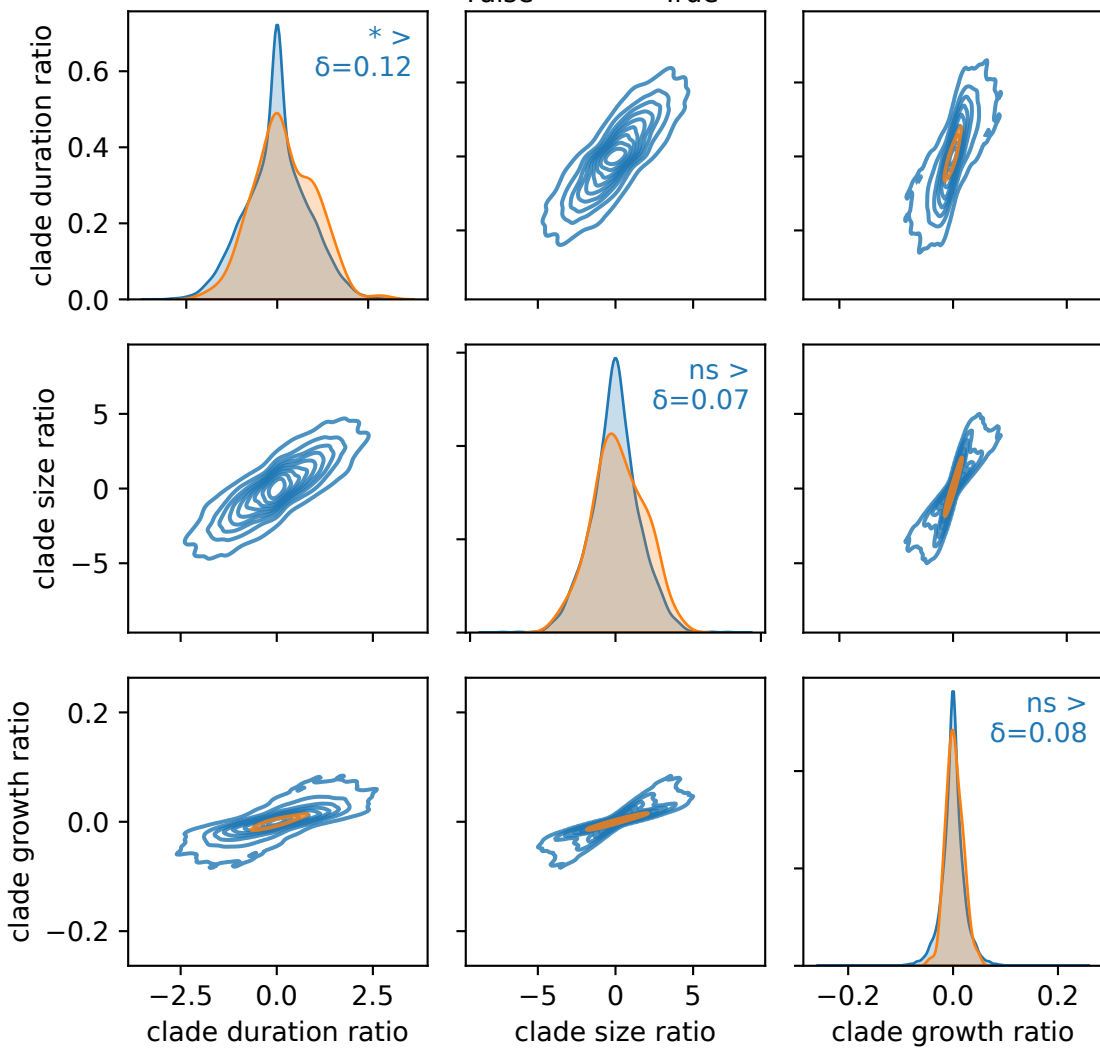 clade duration ratio
0.6
0.4
0.2
0.0
* >
δ=0.12
clade size ratio
5
0
−5
ns >
δ=0.07
clade growth ratio
0.2
0.0
−0.2
ns >
δ=0.08
−2.5 0.0 2.5
−5 0 5
−0.2 0.0 0.2
clade duration ratio
clade size ratio
clade growth ratio